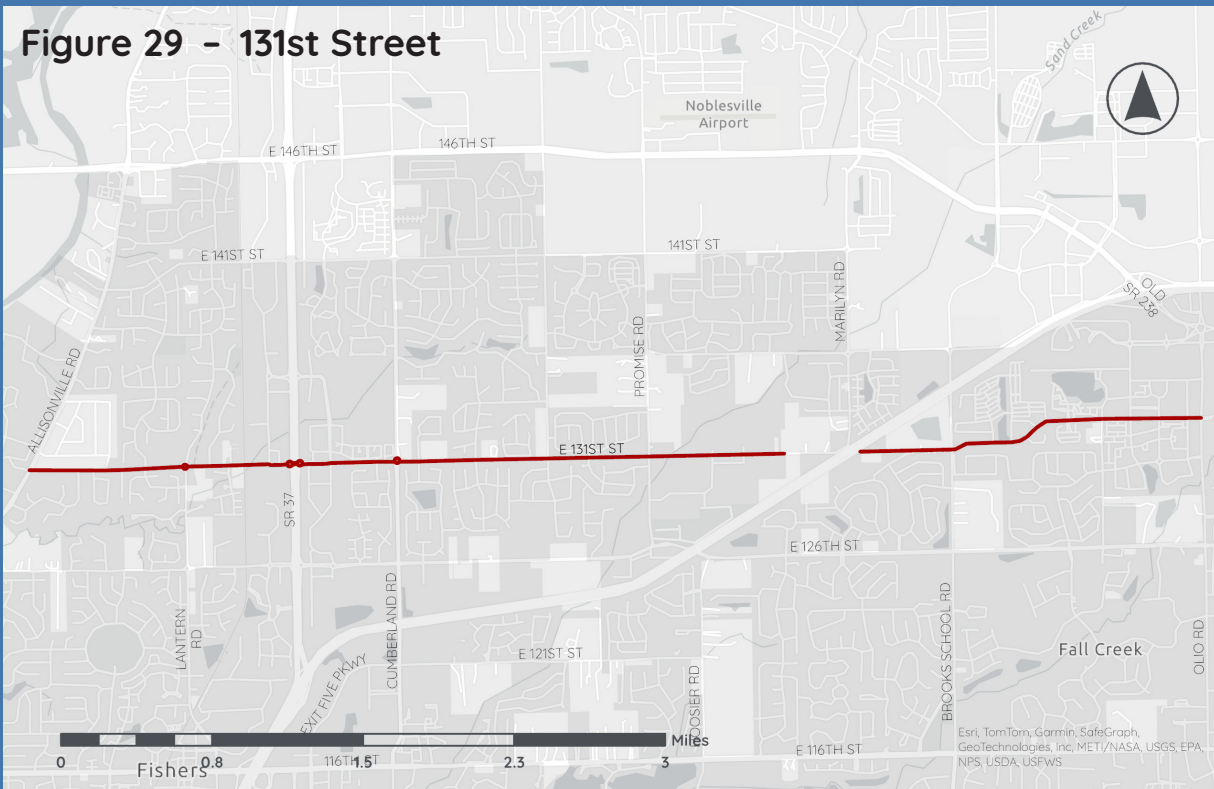 Figure 29 – 131st Street
Sand Creek
Noblesville
Airport
E 146TH ST
146TH ST
E 141ST ST
141ST ST
MARILYN RD
OLD
SR 238
PROMISE RD
ALLISONVILLE RD
E 131ST ST
SR 37
E 126TH ST
LANTERN
RD
CUMBERLAND RD
BROOKS SCHOOL RD
OLIO RD
Fall Creek
E 121ST ST
EXIT FIVE PKWY
OOSIER RD
Miles
E 116TH ST
Esri, TomTom, Garmin, SafeGraph,
GeoTechnologies, Inc, METI/NASA, USGS, EPA,
NPS, USDA, USFWS
0 0.8 1.5 2.3 3
Fishers
116TH ST